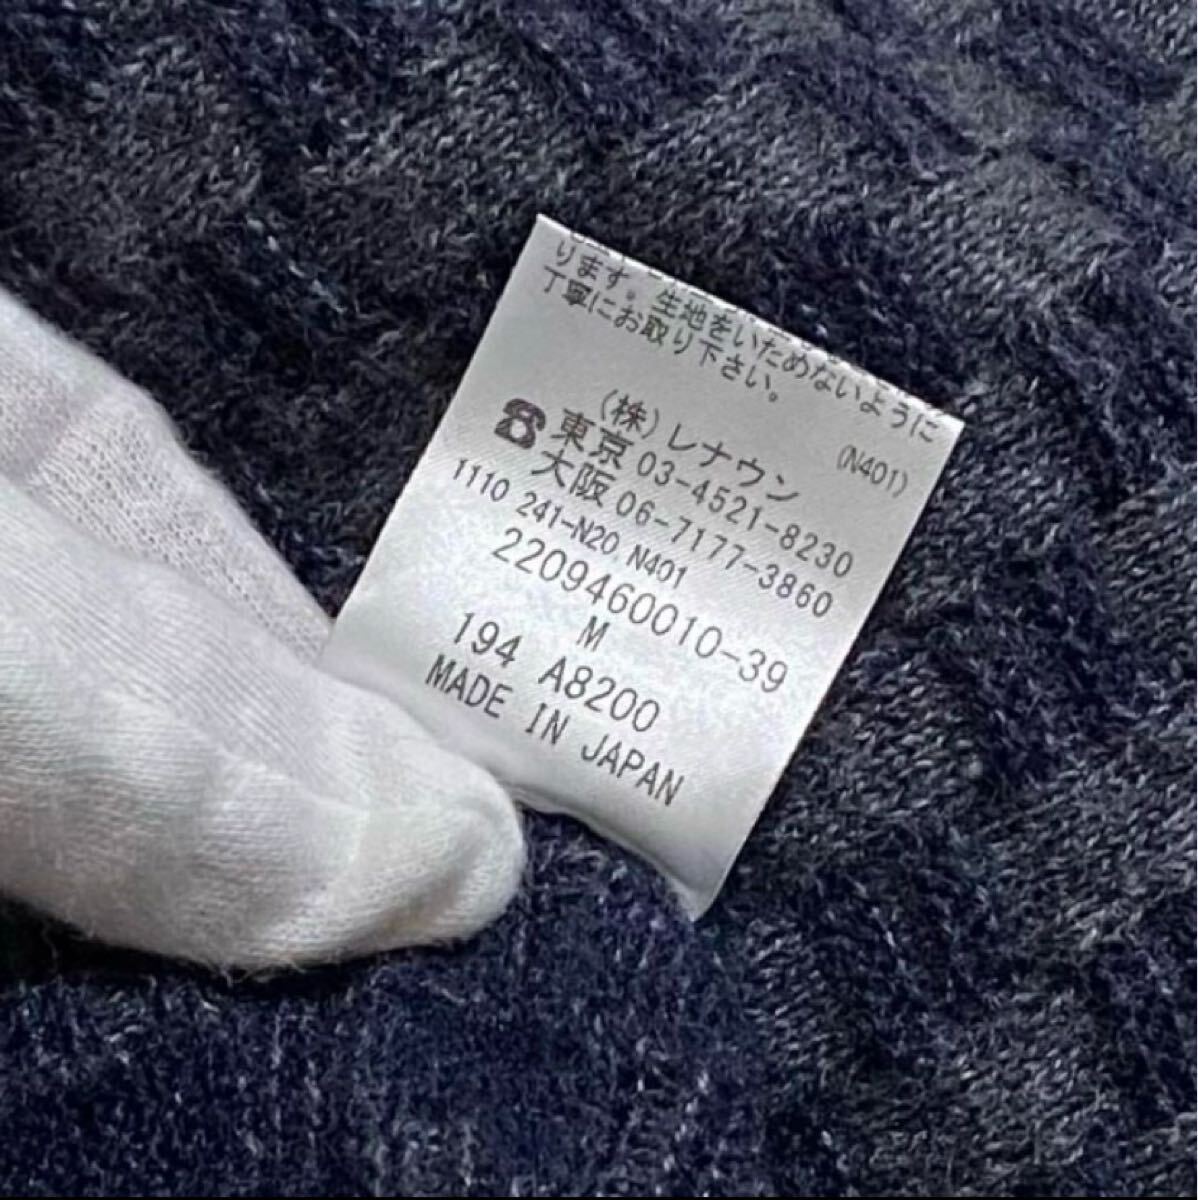 ります。生地をいためないように
丁寧にお取り下さい。
(N401)
(株)レナウン
☎東京 03-4521-8230
大阪 06-7177-3860
1110 241-N20 N401
2209460010-39
M
194 A8200
MADE IN JAPAN